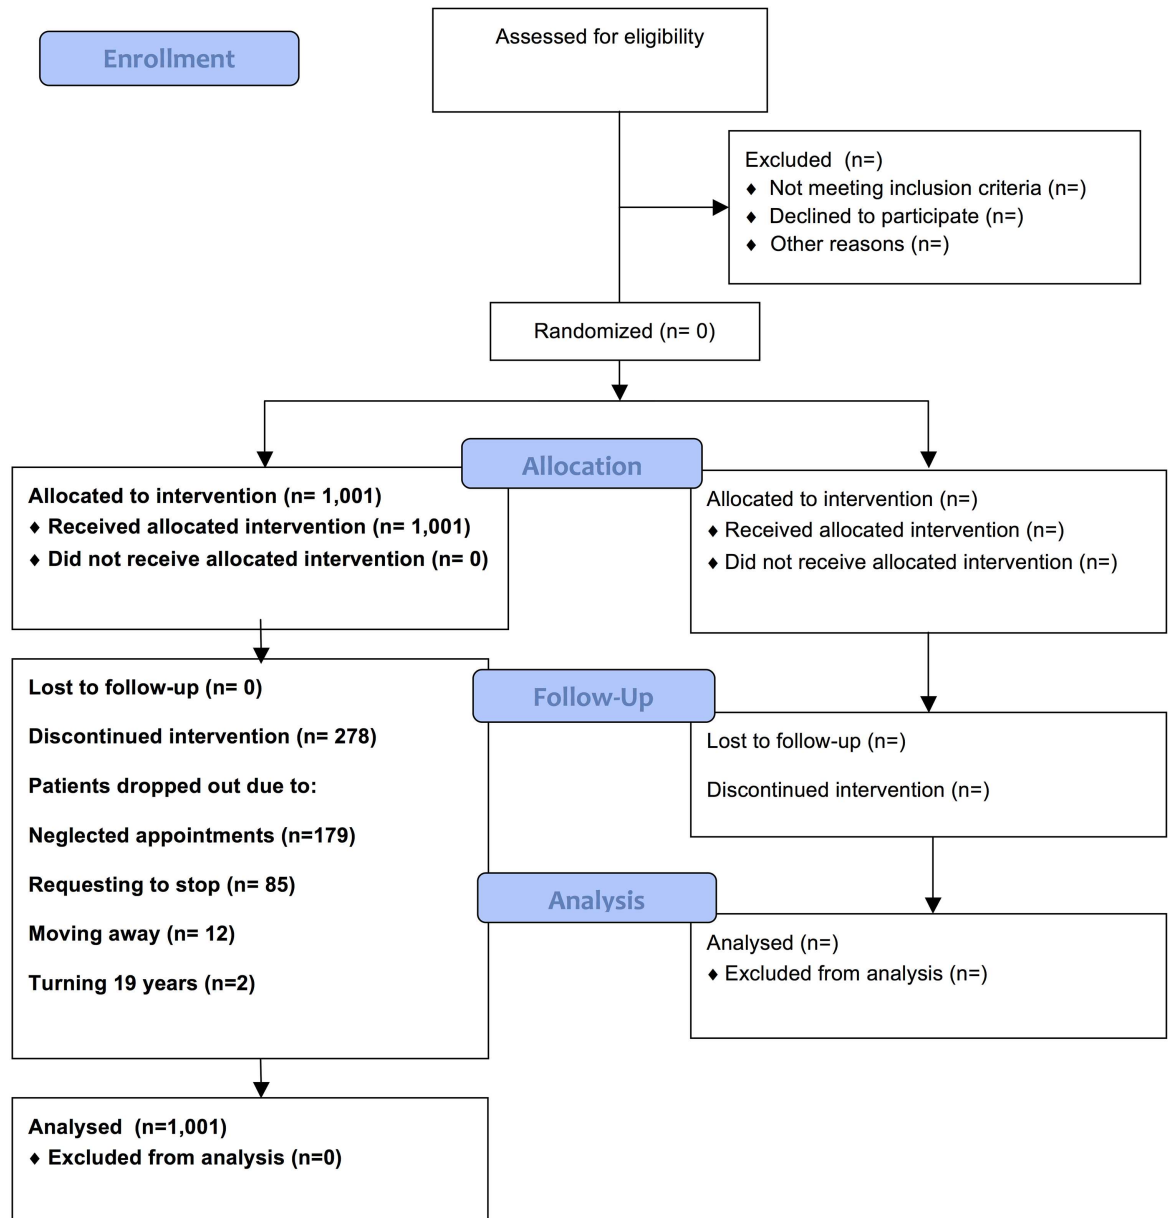 Enrollment
Assessed for eligibility
Excluded (n=)
♦ Not meeting inclusion criteria (n=)
♦ Declined to participate (n=)
♦ Other reasons (n=)
Randomized (n= 0)
Allocation
Allocated to intervention (n= 1,001)
♦ Received allocated intervention (n= 1,001)
♦ Did not receive allocated intervention (n= 0)
Allocated to intervention (n=)
♦ Received allocated intervention (n=)
♦ Did not receive allocated intervention (n=)
Follow-Up
Lost to follow-up (n= 0)
Discontinued intervention (n= 278)
Patients dropped out due to:
Neglected appointments (n=179)
Requesting to stop (n= 85)
Moving away (n= 12)
Turning 19 years (n=2)
Lost to follow-up (n=)
Discontinued intervention (n=)
Analysis
Analysed (n=)
♦ Excluded from analysis (n=)
Analysed (n=1,001)
♦ Excluded from analysis (n=0)